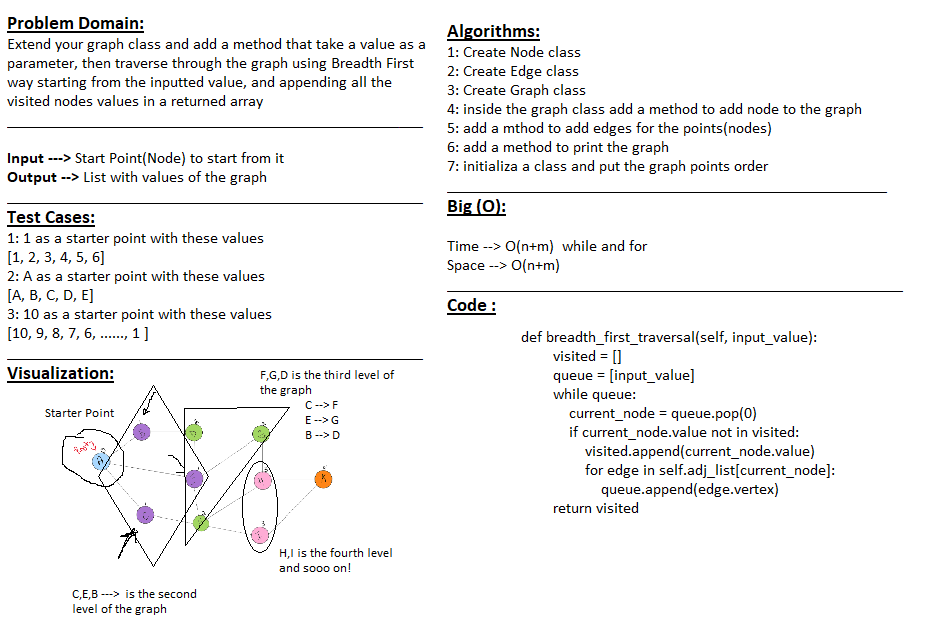 Problem Domain:
Extend your graph class and add a method that take a value as a
parameter, then traverse through the graph using Breadth First
way starting from the inputted value, and appending all the
visited nodes values in a returned array
Input ---> Start Point(Node) to start from it
Output --> List with values of the graph
Test Cases:
1: 1 as a starter point with these values
[1, 2, 3, 4, 5, 6]
2: A as a starter point with these values
[A, B, C, D, E]
3: 10 as a starter point with these values
[10, 9, 8, 7, 6, ......, 1 ]
Visualization:
F,G,D is the third level of
the graph
C --> F
E --> G
B --> D
Starter Point
H,I is the fourth level
and sooo on!
C,E,B ---> is the second
level of the graph
Algorithms:
1: Create Node class
2: Create Edge class
3: Create Graph class
4: inside the graph class add a method to add node to the graph
5: add a mthod to add edges for the points(nodes)
6: add a method to print the graph
7: initializa a class and put the graph points order
Big (O):
Time --> O(n+m) while and for
Space --> O(n+m)
Code :
def breadth_first_traversal(self, input_value):
visited = []
queue = [input_value]
while queue:
current_node = queue.pop(0)
if current_node.value not in visited:
visited.append(current_node.value)
for edge in self.adj_list[current_node]:
queue.append(edge.vertex)
return visited